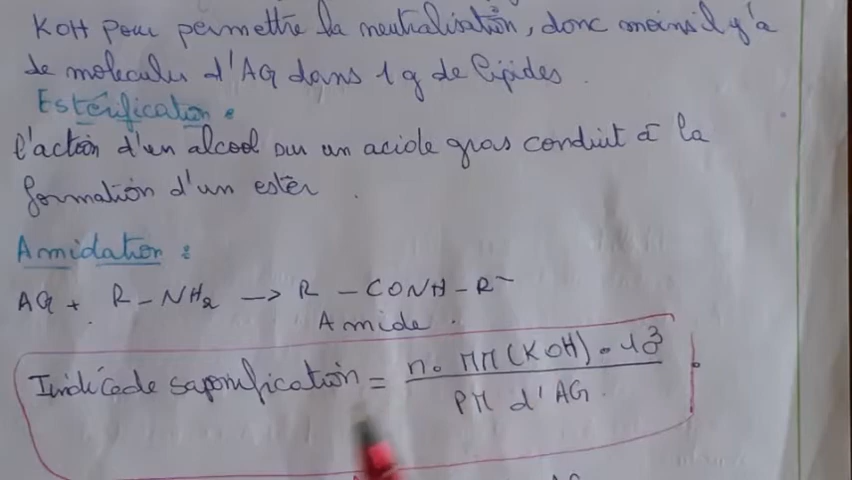 KOH pour permettre la neutralisation, donc moins il y'a
de molecules d'AG dans 1 g de lipides.
Estérification :
l'action d'un alcool sur un acide gras conduit à la
formation d'un ester.
Amidation :
AG + R - NH2 → R - CONH - R
Amide.
Indice de saponification = n. MM(KOH). 10³
PM d'AG.